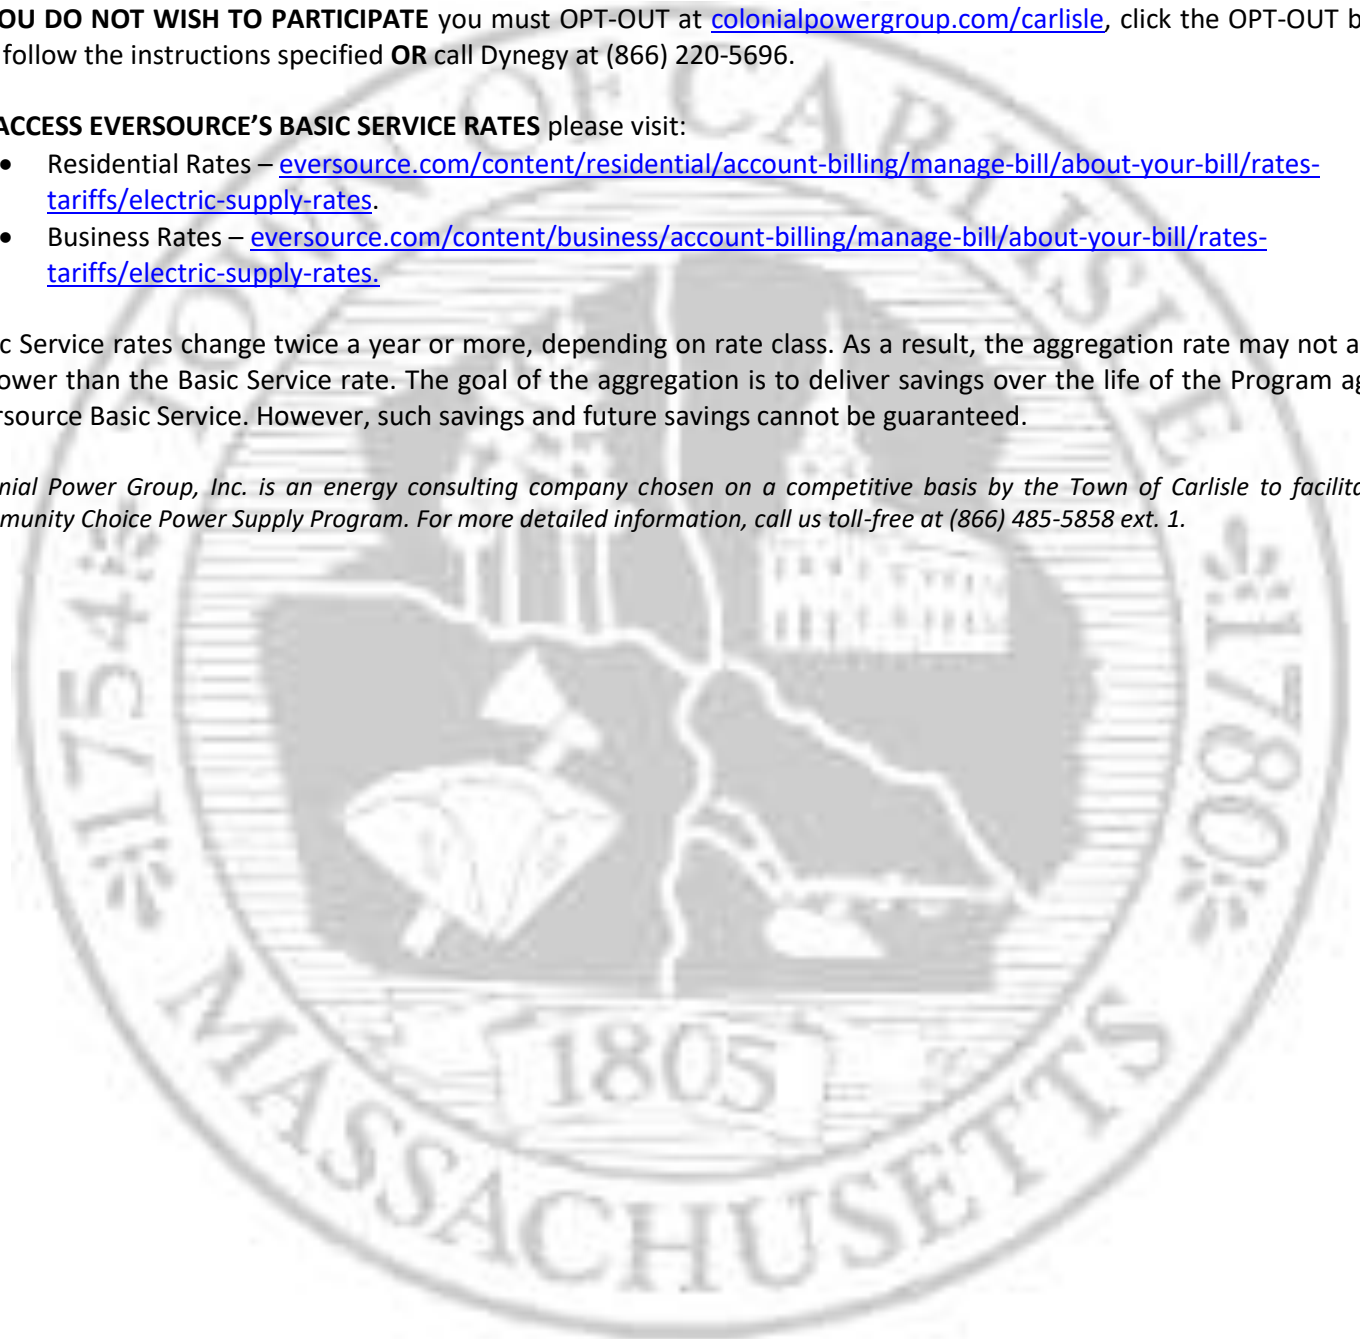 OU DO NOT WISH TO PARTICIPATE you must OPT-OUT at colonialpowergroup.com/carlisle, click the OPT-OUT b
follow the instructions specified OR call Dynegy at (866) 220-5696.
ACCESS EVERSOURCE’S BASIC SERVICE RATES please visit:
• Residential Rates – eversource.com/content/residential/account-billing/manage-bill/about-your-bill/rates-
tariffs/electric-supply-rates.
• Business Rates – eversource.com/content/business/account-billing/manage-bill/about-your-bill/rates-
tariffs/electric-supply-rates.
c Service rates change twice a year or more, depending on rate class. As a result, the aggregation rate may not a
ower than the Basic Service rate. The goal of the aggregation is to deliver savings over the life of the Program ag
rsource Basic Service. However, such savings and future savings cannot be guaranteed.
nial Power Group, Inc. is an energy consulting company chosen on a competitive basis by the Town of Carlisle to facilita
munity Choice Power Supply Program. For more detailed information, call us toll-free at (866) 485-5858 ext. 1.
TOWN OF CARLISLE
1754
1780
1805
MASSACHUSETTS